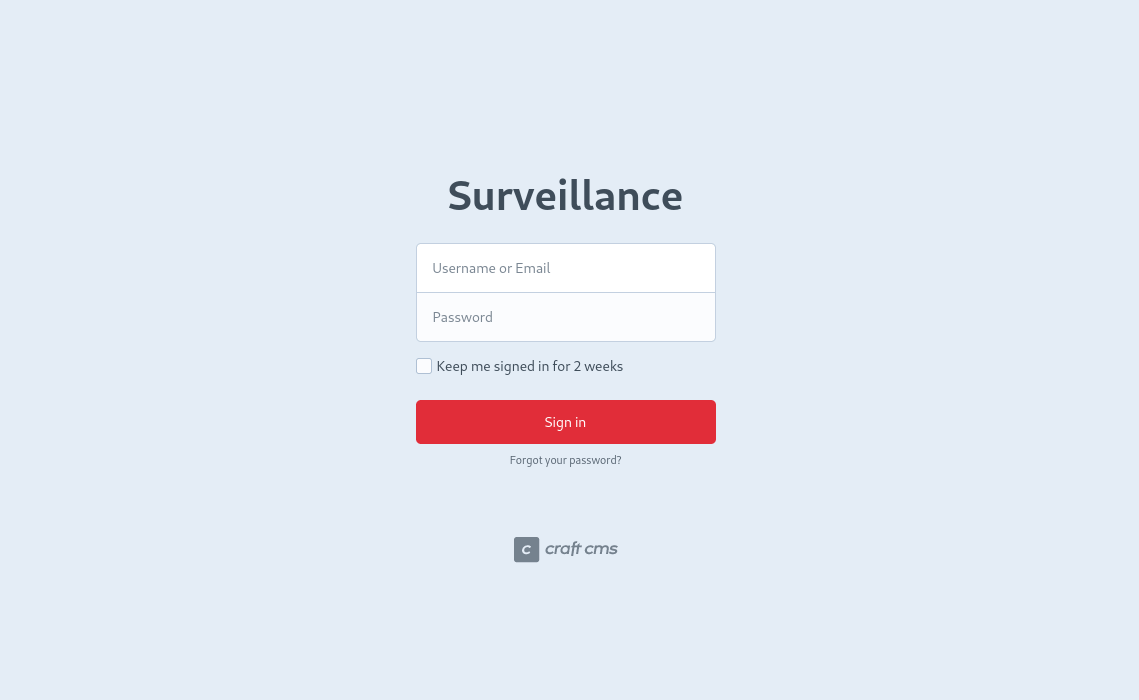 Surveillance
Username or Email
Password
Keep me signed in for 2 weeks
Sign in
Forgot your password?
c craft cms